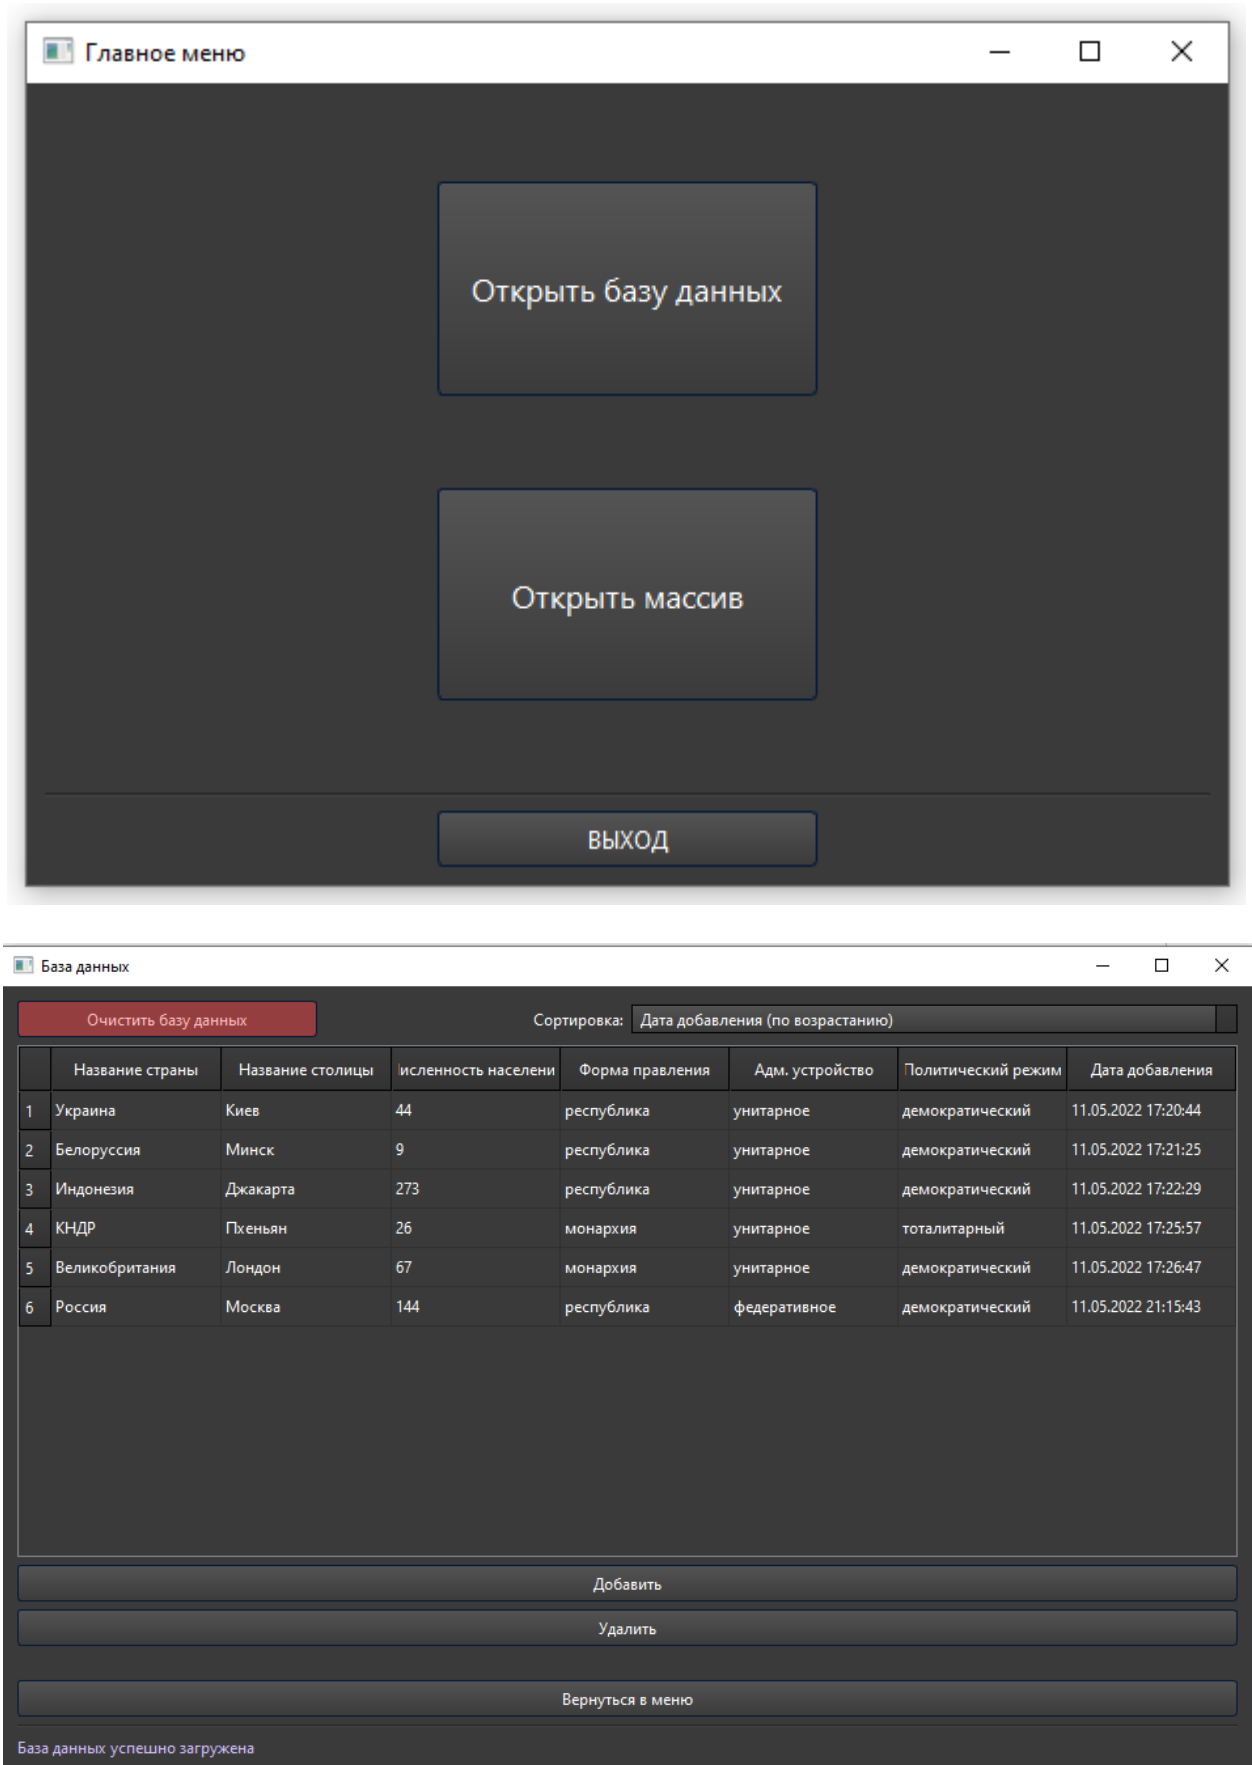 Главное меню
Открыть базу данных
Открыть массив
ВЫХОД
База данных
Очистить базу данных Сортировка: Дата добавления (по возрастанию)
Название страны Название столицы исленность населени Форма правления Адм. устройство Политический режим Дата добавления
1 Украина Киев 44 республика унитарное демократический 11.05.2022 17:20:44
2 Белоруссия Минск 9 республика унитарное демократический 11.05.2022 17:21:25
3 Индонезия Джакарта 273 республика унитарное демократический 11.05.2022 17:22:29
4 КНДР Пхеньян 26 монархия унитарное тоталитарный 11.05.2022 17:25:57
5 Великобритания Лондон 67 монархия унитарное демократический 11.05.2022 17:26:47
6 Россия Москва 144 республика федеративное демократический 11.05.2022 21:15:43
Добавить
Удалить
Вернуться в меню
База данных успешно загружена